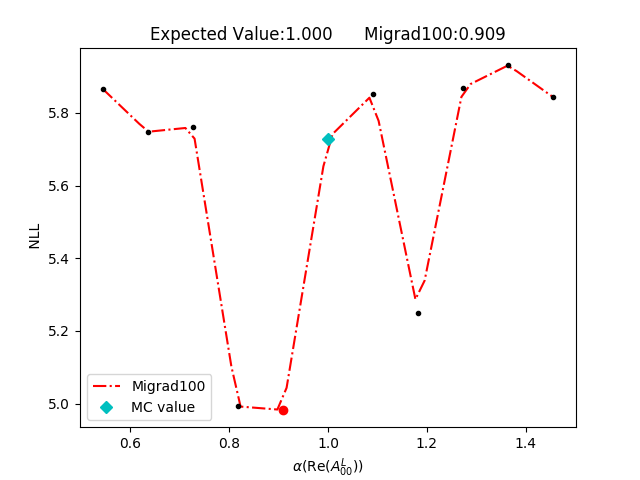 Expected Value:1.000 Migrad100:0.909
NLL
5.8
5.6
5.4
5.2
5.0
Migrad100
MC value
0.6 0.8 1.0 1.2 1.4
α(Re(A^L_00))